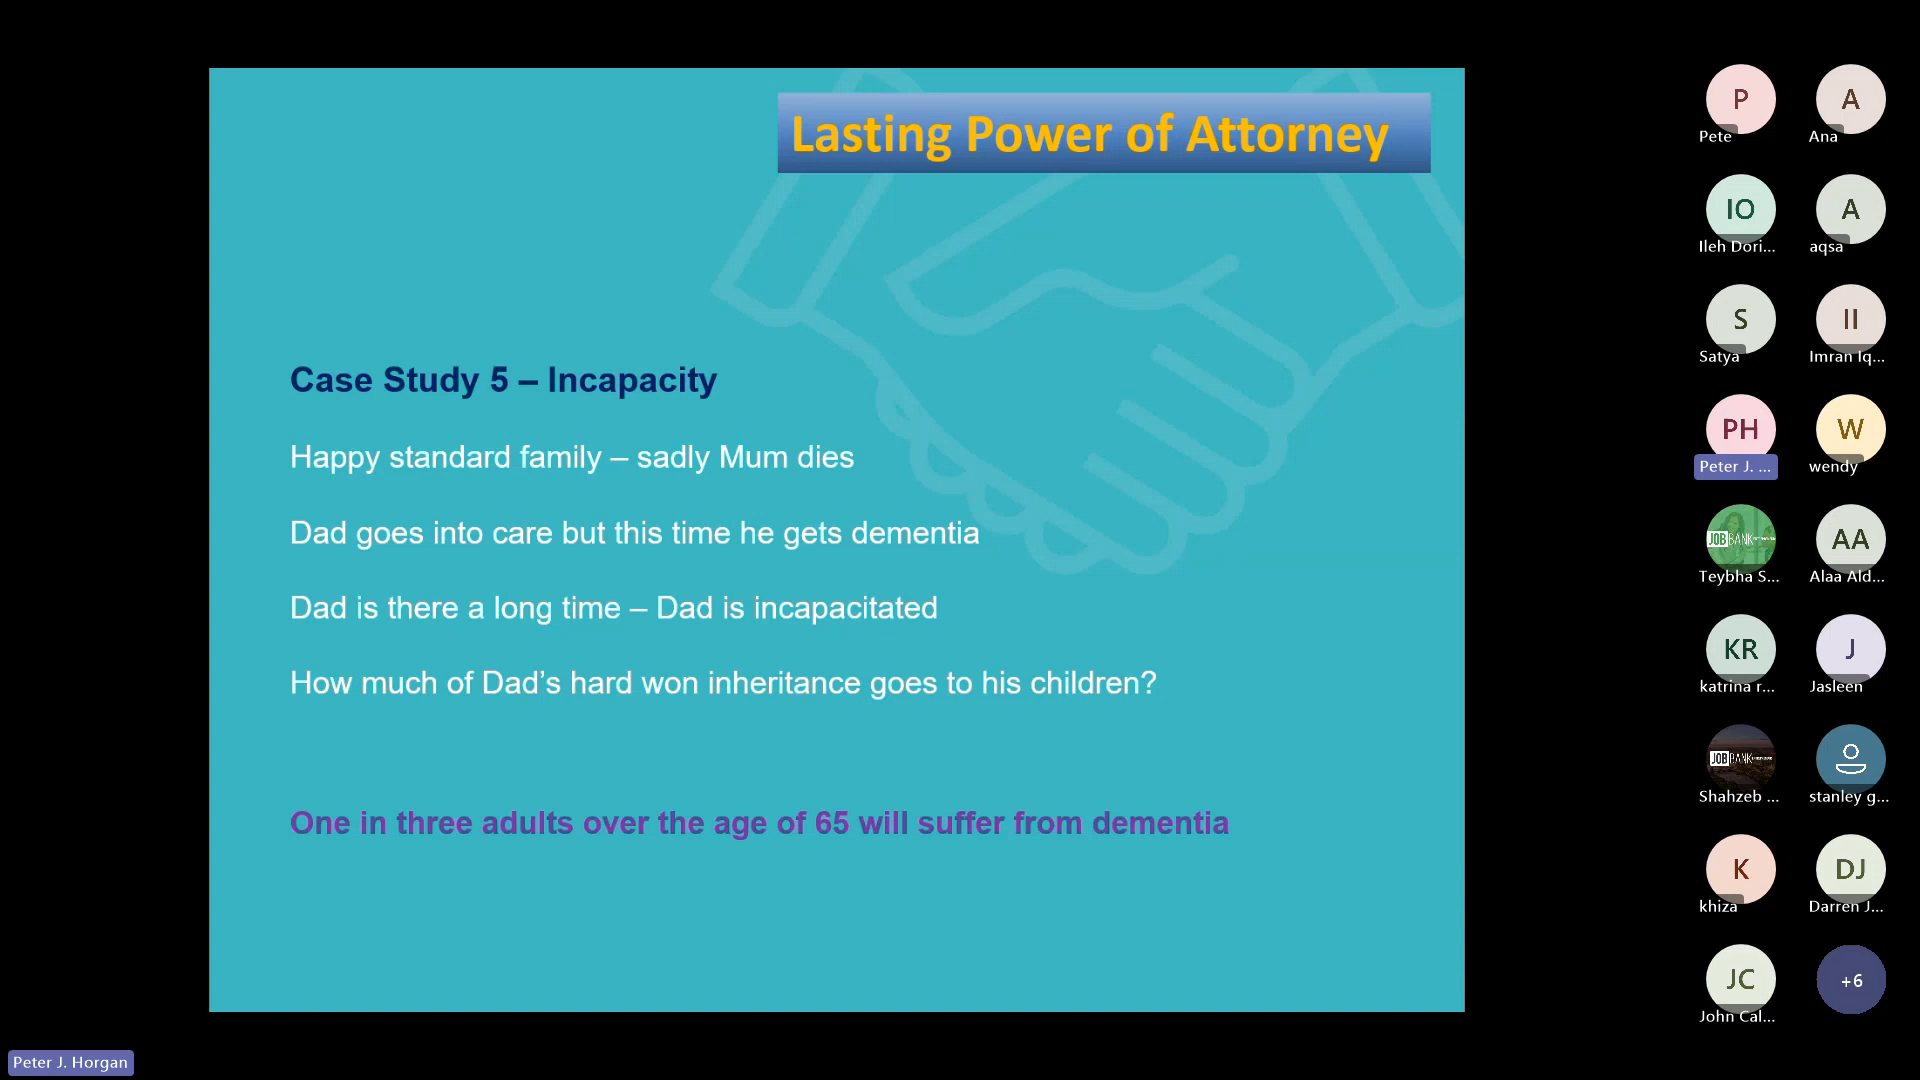 Lasting Power of Attorney
Case Study 5 – Incapacity
Happy standard family – sadly Mum dies
Dad goes into care but this time he gets dementia
Dad is there a long time – Dad is incapacitated
How much of Dad's hard won inheritance goes to his children?
One in three adults over the age of 65 will suffer from dementia
P
Pete
A
Ana
IO
Ileh Dori...
A
aqsa
S
Satya
II
Imran Iq...
PH
Peter J. ...
W
wendy
JOB BANK
Teybha S...
AA
Alaa Ald...
KR
katrina r...
J
Jasleen
JOB BANK
Shahzeb ...
stanley g...
K
khiza
DJ
Darren J...
JC
John Cal...
+6
Peter J. Horgan